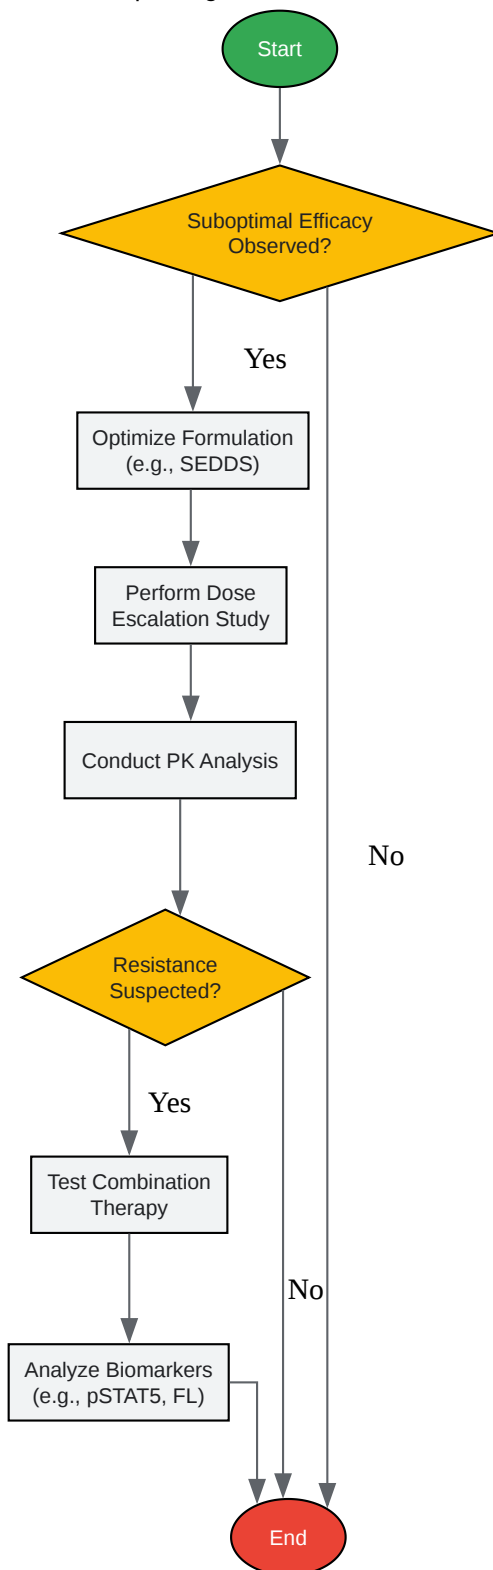 Start
Suboptimal Efficacy
Observed?
Yes
Optimize Formulation
(e.g., SEDDS)
Perform Dose
Escalation Study
Conduct PK Analysis
No
Resistance
Suspected?
Yes
Test Combination
Therapy
No
Analyze Biomarkers
(e.g., pSTAT5, FL)
End